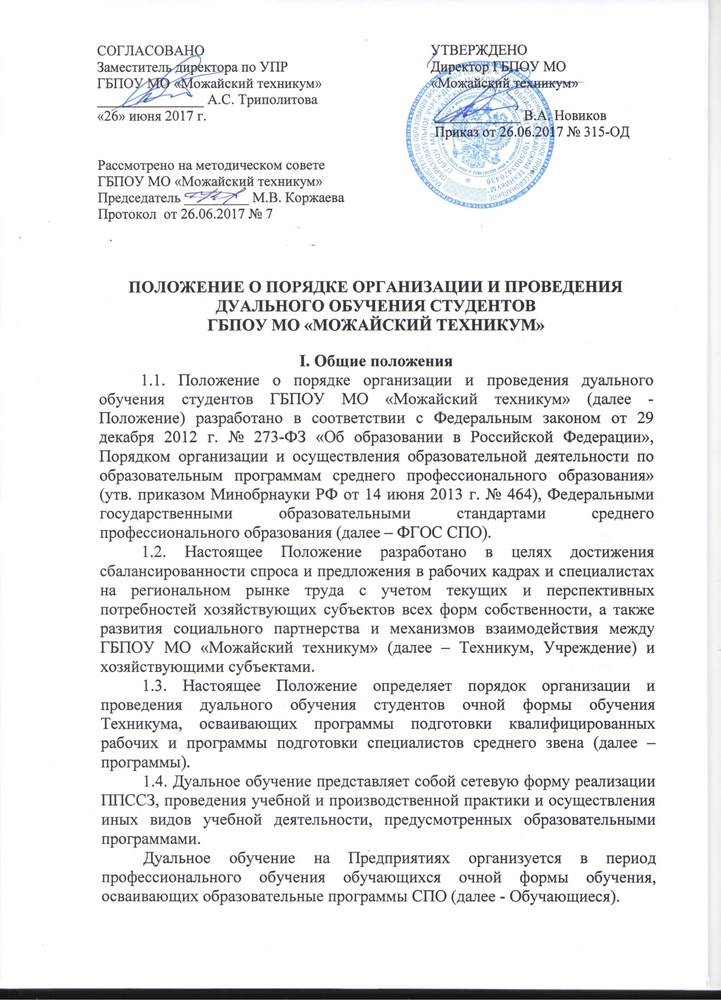 СОГЛАСОВАНО
Заместитель директора по УПР
ГБПОУ МО «Можайский техникум»
_______________ А.С. Триполитова
«26» июня 2017 г.
УТВЕРЖДЕНО
Директор ГБПОУ МО
«Можайский техникум»
____________ В.А. Новиков
Приказ от 26.06.2017 № 315-ОД
Рассмотрено на методическом совете
ГБПОУ МО «Можайский техникум»
Председатель _________ М.В. Коржаева
Протокол от 26.06.2017 № 7
ПОЛОЖЕНИЕ О ПОРЯДКЕ ОРГАНИЗАЦИИ И ПРОВЕДЕНИЯ
ДУАЛЬНОГО ОБУЧЕНИЯ СТУДЕНТОВ
ГБПОУ МО «МОЖАЙСКИЙ ТЕХНИКУМ»
I. Общие положения
1.1. Положение о порядке организации и проведения дуального
обучения студентов ГБПОУ МО «Можайский техникум» (далее -
Положение) разработано в соответствии с Федеральным законом от 29
декабря 2012 г. № 273-ФЗ «Об образовании в Российской Федерации»,
Порядком организации и осуществления образовательной деятельности по
образовательным программам среднего профессионального образования»
(утв. приказом Минобрнауки РФ от 14 июня 2013 г. № 464), Федеральными
государственными образовательными стандартами среднего
профессионального образования (далее – ФГОС СПО).
1.2. Настоящее Положение разработано в целях достижения
сбалансированности спроса и предложения в рабочих кадрах и специалистах
на региональном рынке труда с учетом текущих и перспективных
потребностей хозяйствующих субъектов всех форм собственности, а также
развития социального партнерства и механизмов взаимодействия между
ГБПОУ МО «Можайский техникум» (далее – Техникум, Учреждение) и
хозяйствующими субъектами.
1.3. Настоящее Положение определяет порядок организации и
проведения дуального обучения студентов очной формы обучения
Техникума, осваивающих программы подготовки квалифицированных
рабочих и программы подготовки специалистов среднего звена (далее –
программы).
1.4. Дуальное обучение представляет собой сетевую форму реализации
ППССЗ, проведения учебной и производственной практики и осуществления
иных видов учебной деятельности, предусмотренных образовательными
программами.
Дуальное обучение на Предприятиях организуется в период
профессионального обучения обучающихся очной формы обучения,
осваивающих образовательные программы СПО (далее - Обучающиеся).